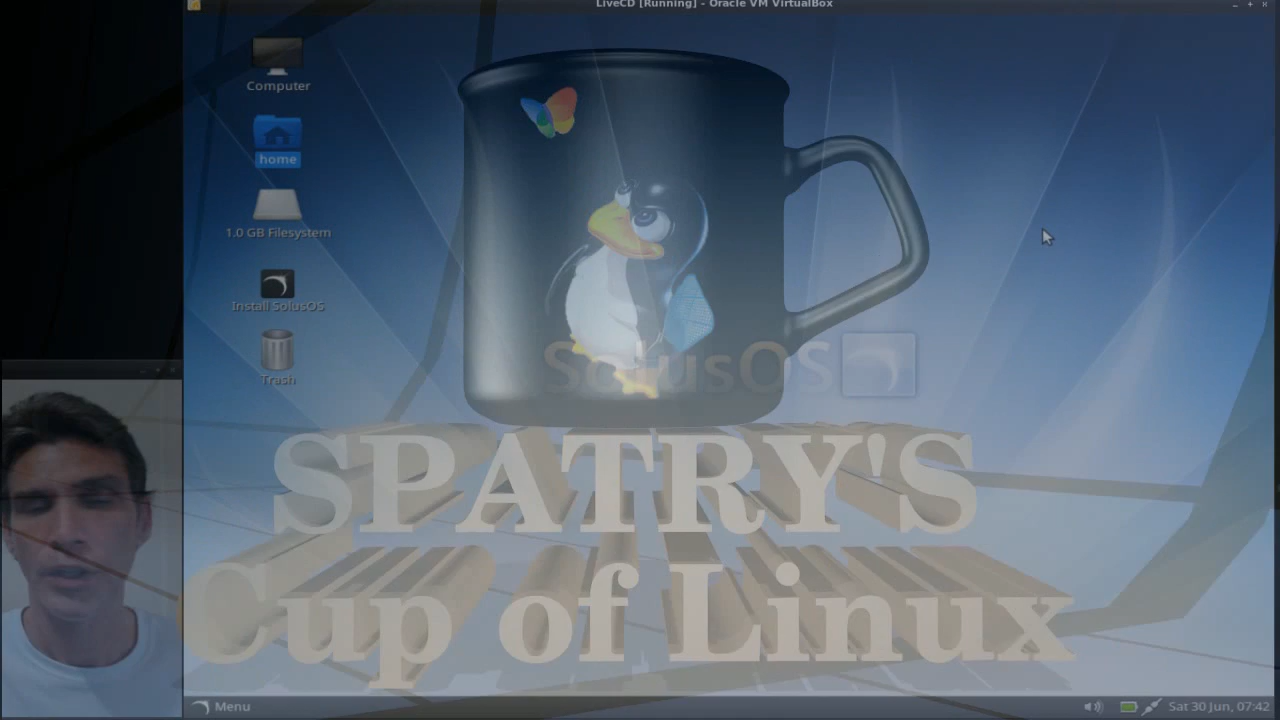 LiveCD [Running] - Oracle VM VirtualBox
Computer
home
1.0 GB Filesystem
Install SolusOS
Trash
SolusOS
SPATRY'S
Cup of Linux
Menu
Sat 30 Jun, 07:42